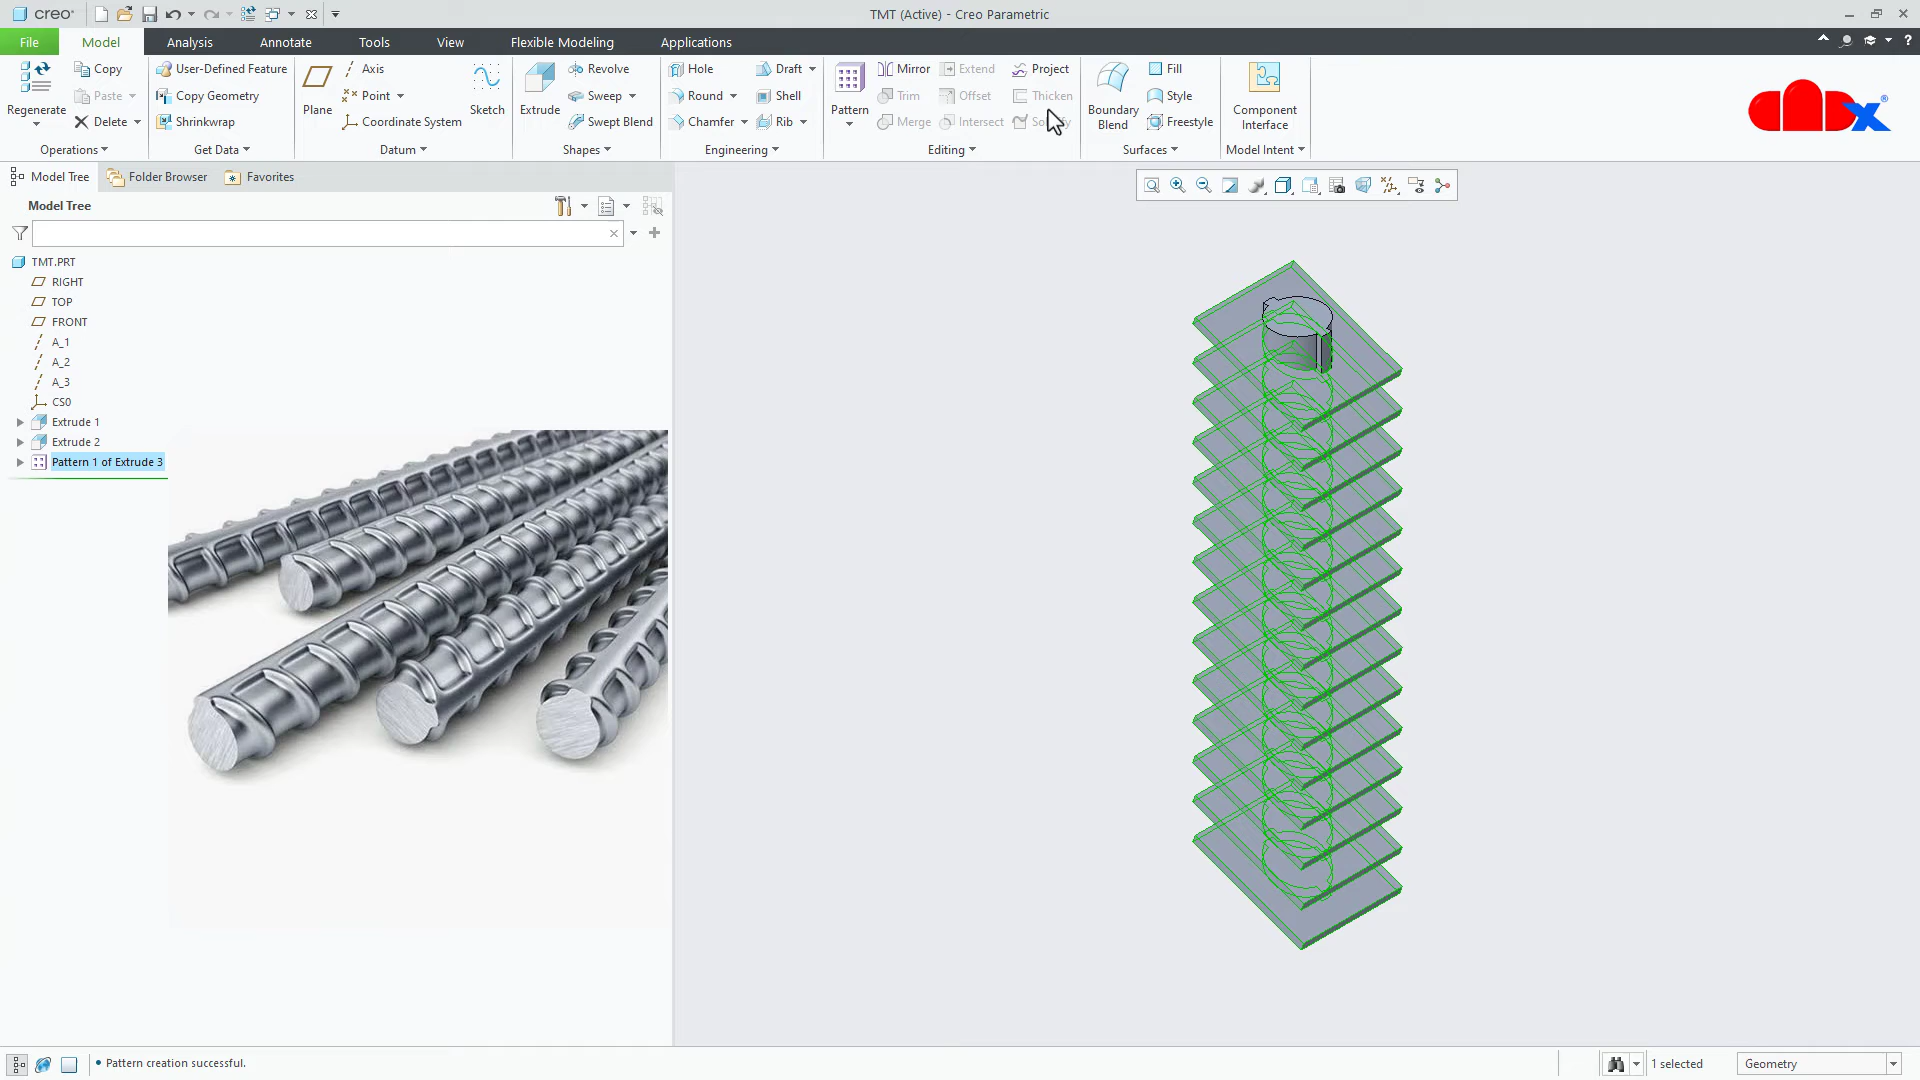 creo TMT (Active) - Creo Parametric
File Model Analysis Annotate Tools View Flexible Modeling Applications
Regenerate Copy Paste Delete
User-Defined Feature Copy Geometry Shrinkwrap
Plane Axis Point Coordinate System Sketch
Extrude Revolve Sweep Swept Blend
Hole Round Chamfer Draft Shell Rib
Pattern Mirror Trim Merge Extend Offset Intersect Project Thicken
Boundary Blend Fill Style Freestyle
Component Interface
Operations Get Data Datum Shapes Engineering Editing Surfaces Model Intent
Model Tree Folder Browser Favorites
Model Tree
TMT.PRT
RIGHT
TOP
FRONT
A_1
A_2
A_3
CS0
Extrude 1
Extrude 2
Pattern 1 of Extrude 3
• Pattern creation successful. 1 selected Geometry